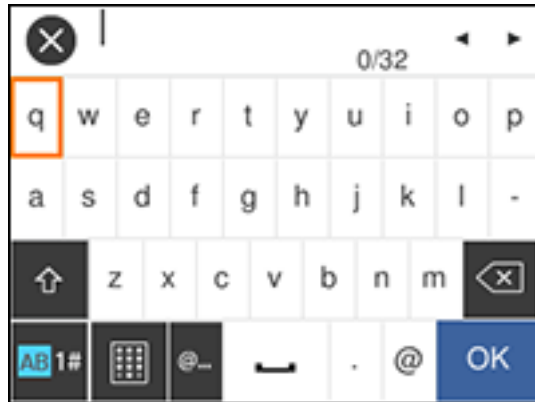 0/32
q w e r t y u i o p
a s d f g h j k l -
z x c v b n m
AB 1# @... . @ OK